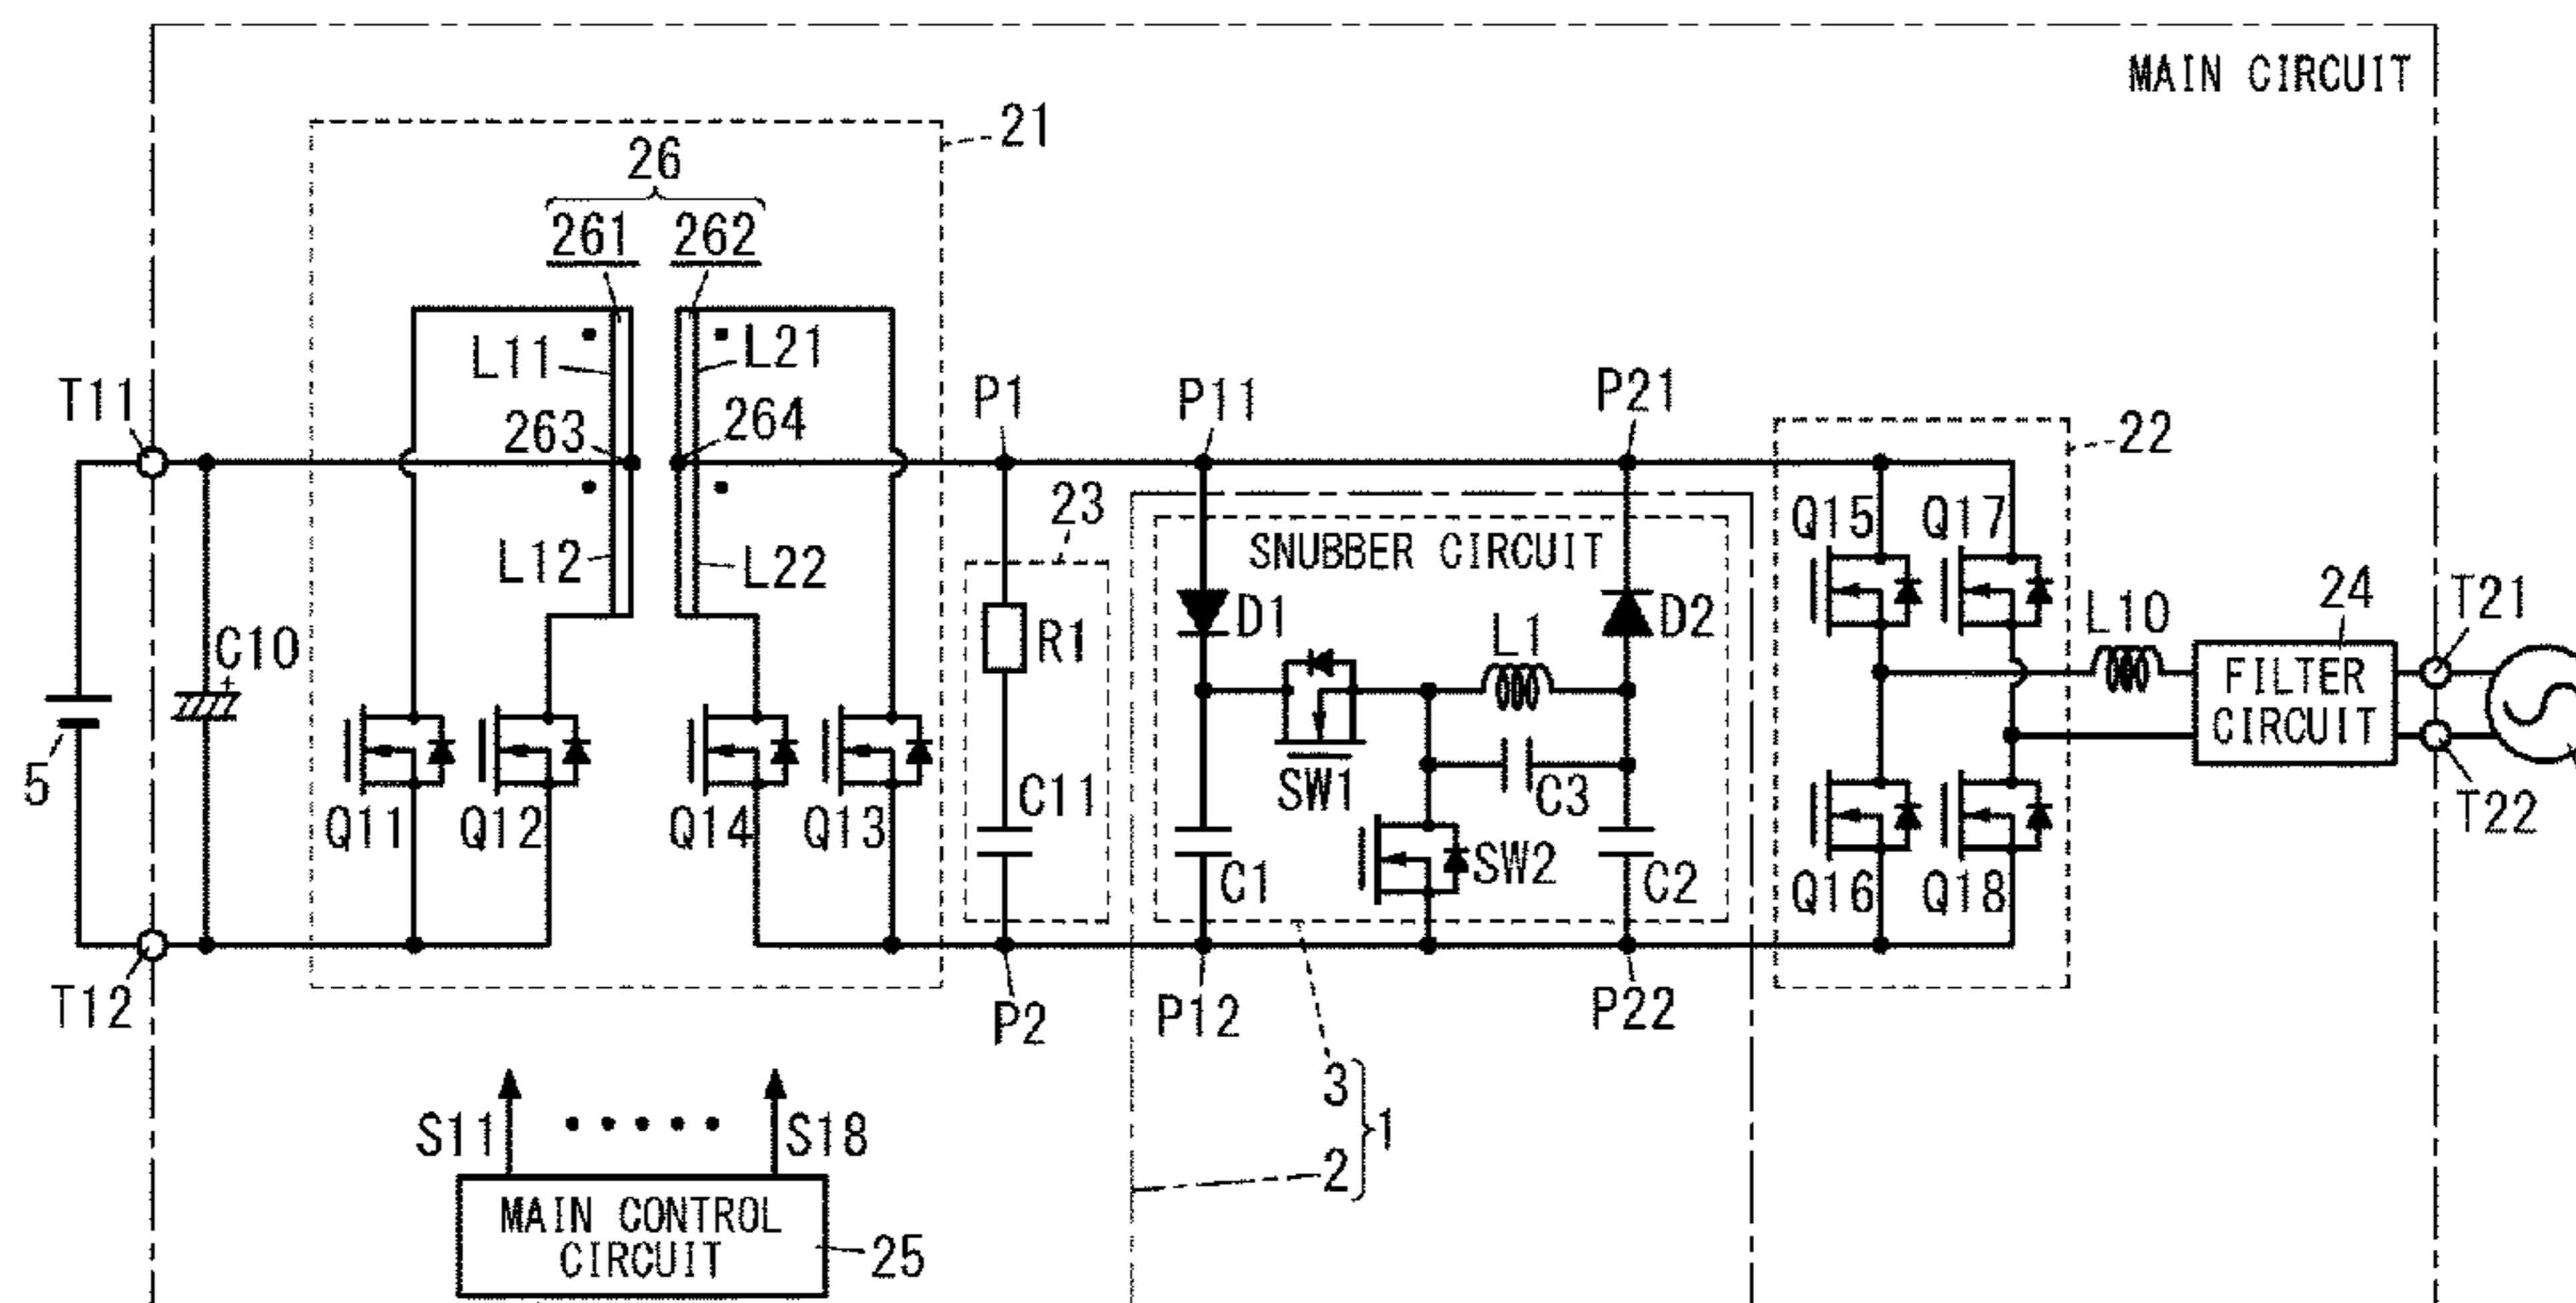 MAIN CIRCUIT
21
26
261 262
L11
L21
T11
263
264
P1
P11
P21
22
23
Q15
Q17
SNUBBER CIRCUIT
L12
L22
D1
L1
D2
L10
24
T21
C10
+
R1
FILTER
CIRCUIT
5
SW1
C3
C11
T22
Q11
Q12
Q14
Q13
SW2
C1
C2
Q16
Q18
T12
P2
P12
P22
3
2
1
S11
S18
MAIN CONTROL
CIRCUIT
25